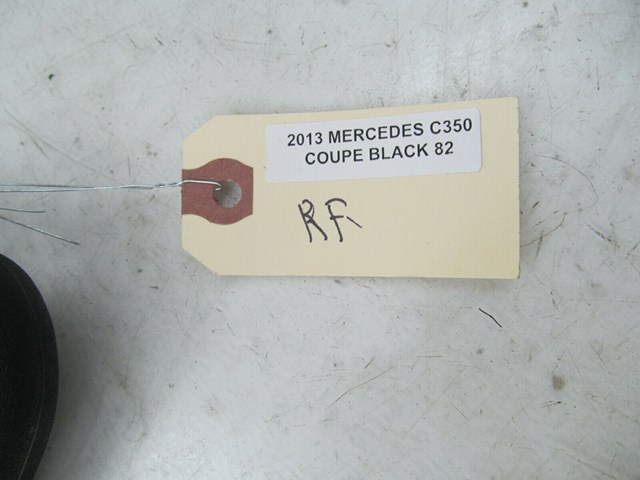 2013 MERCEDES C350
COUPE BLACK 82
RF